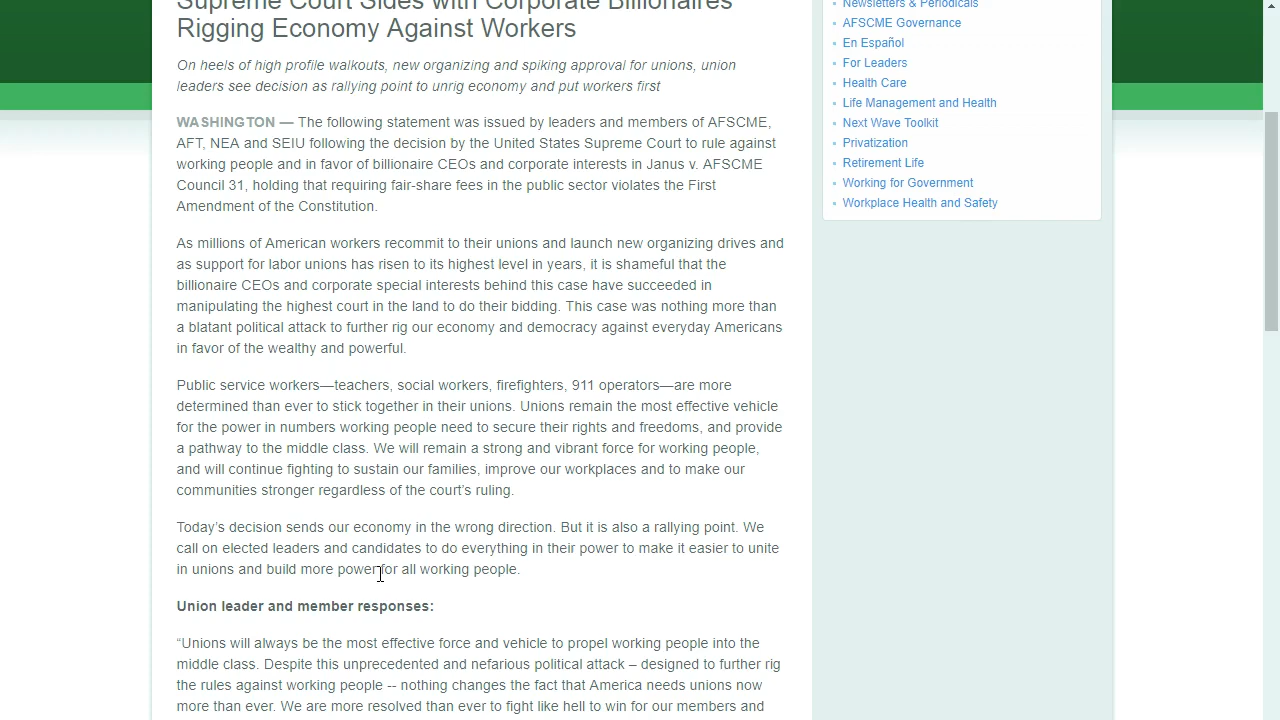 Supreme Court Sides with Corporate Billionaires
Rigging Economy Against Workers
On heels of high profile walkouts, new organizing and spiking approval for unions, union
leaders see decision as rallying point to unrig economy and put workers first
WASHINGTON — The following statement was issued by leaders and members of AFSCME,
AFT, NEA and SEIU following the decision by the United States Supreme Court to rule against
working people and in favor of billionaire CEOs and corporate interests in Janus v. AFSCME
Council 31, holding that requiring fair-share fees in the public sector violates the First
Amendment of the Constitution.
As millions of American workers recommit to their unions and launch new organizing drives and
as support for labor unions has risen to its highest level in years, it is shameful that the
billionaire CEOs and corporate special interests behind this case have succeeded in
manipulating the highest court in the land to do their bidding. This case was nothing more than
a blatant political attack to further rig our economy and democracy against everyday Americans
in favor of the wealthy and powerful.
Public service workers—teachers, social workers, firefighters, 911 operators—are more
determined than ever to stick together in their unions. Unions remain the most effective vehicle
for the power in numbers working people need to secure their rights and freedoms, and provide
a pathway to the middle class. We will remain a strong and vibrant force for working people,
and will continue fighting to sustain our families, improve our workplaces and to make our
communities stronger regardless of the court’s ruling.
Today’s decision sends our economy in the wrong direction. But it is also a rallying point. We
call on elected leaders and candidates to do everything in their power to make it easier to unite
in unions and build more power for all working people.
Union leader and member responses:
“Unions will always be the most effective force and vehicle to propel working people into the
middle class. Despite this unprecedented and nefarious political attack – designed to further rig
the rules against working people -- nothing changes the fact that America needs unions now
more than ever. We are more resolved than ever to fight like hell to win for our members and
Newsletters & Periodicals
AFSCME Governance
En Español
For Leaders
Health Care
Life Management and Health
Next Wave Toolkit
Privatization
Retirement Life
Working for Government
Workplace Health and Safety